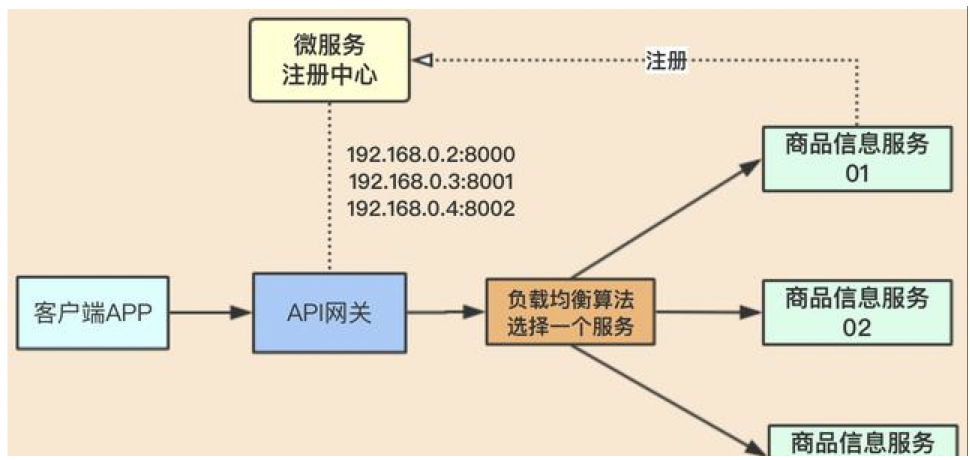 微服务
注册中心
注册
192.168.0.2:8000
192.168.0.3:8001
192.168.0.4:8002
商品信息服务
01
客户端APP
API网关
负载均衡算法
选择一个服务
商品信息服务
02
商品信息服务